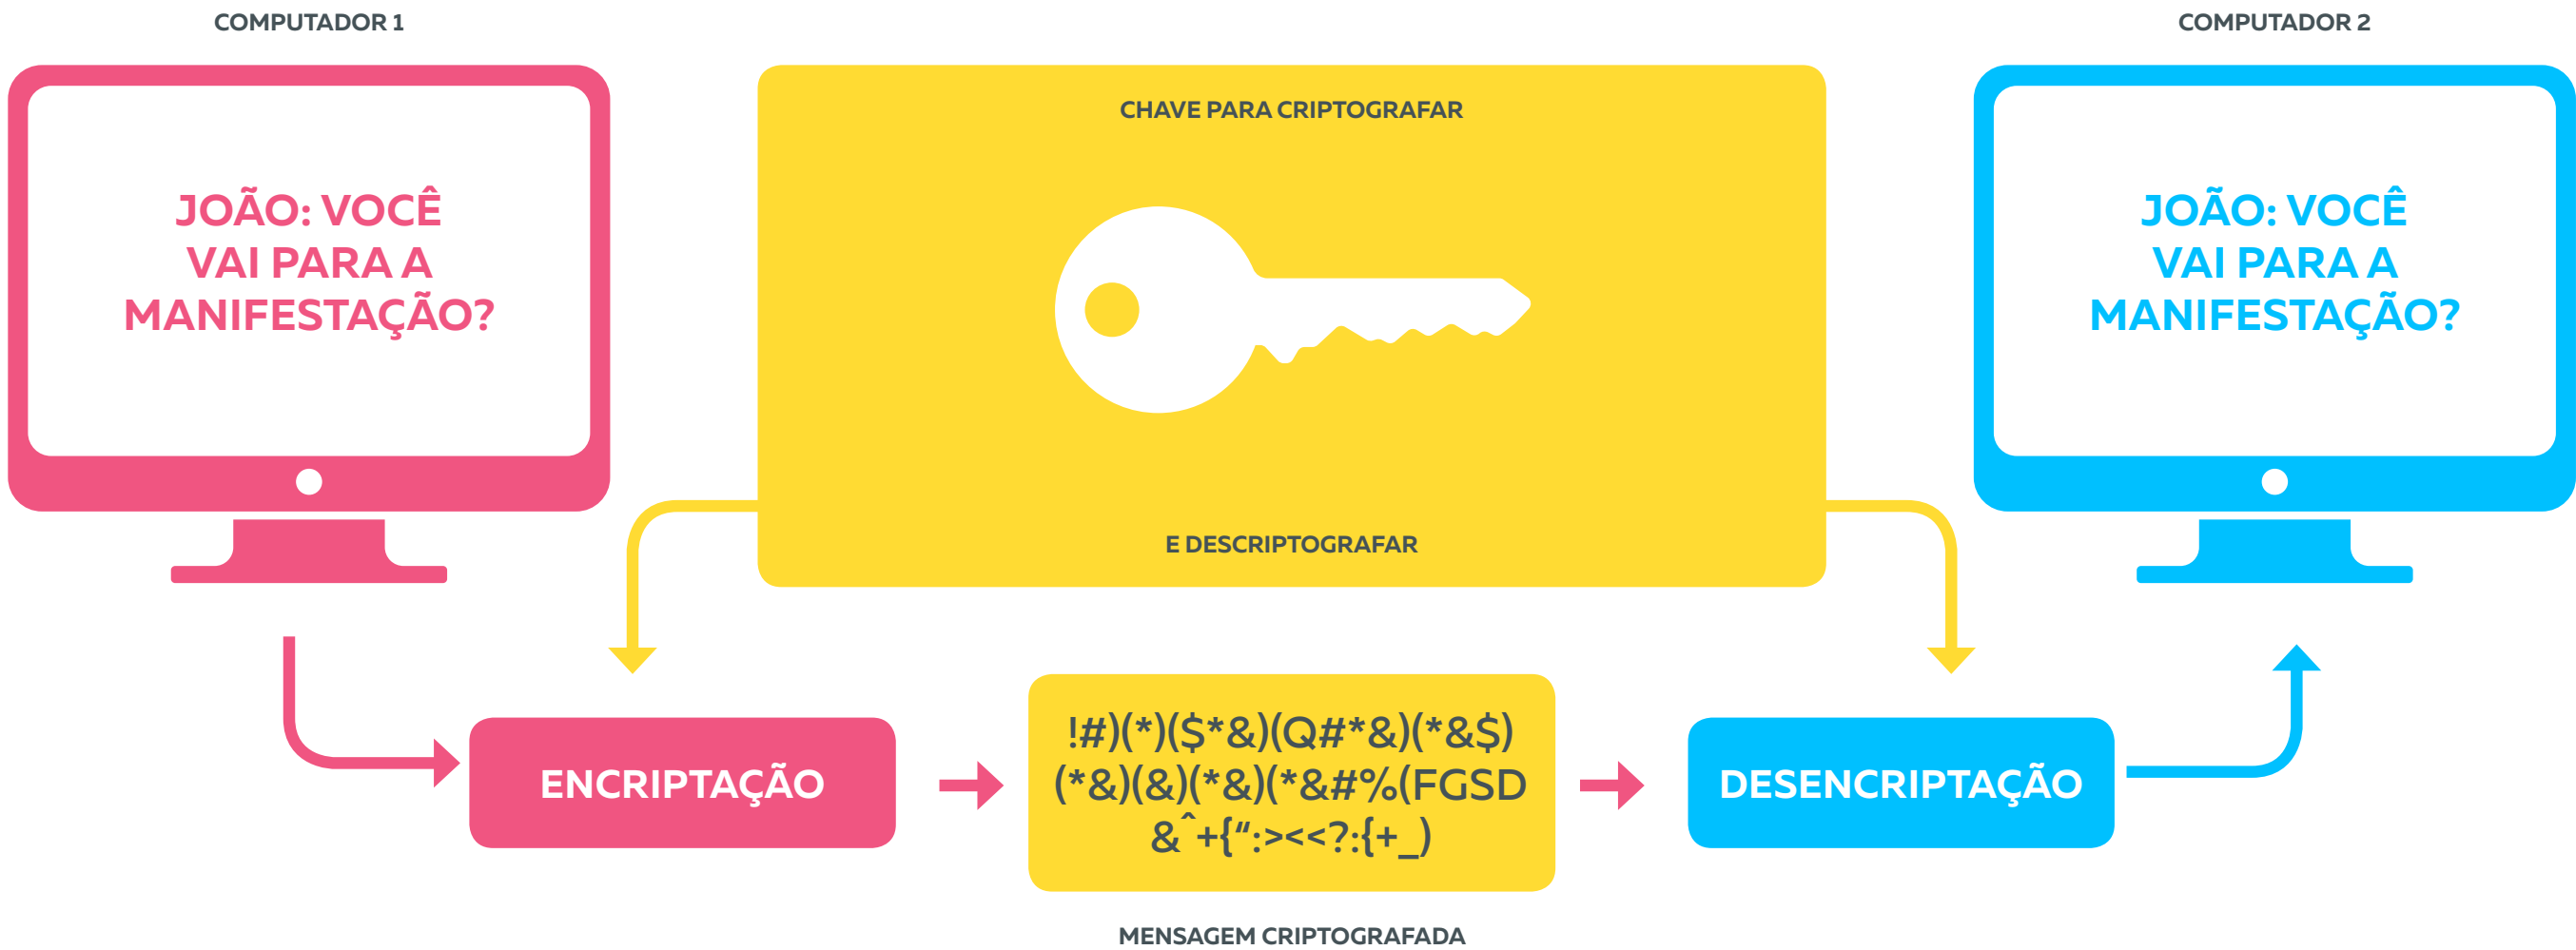 COMPUTADOR 1
JOÃO: VOCÊ
VAI PARA A
MANIFESTAÇÃO?
CHAVE PARA CRIPTOGRAFAR
E DESCRIPTOGRAFAR
COMPUTADOR 2
JOÃO: VOCÊ
VAI PARA A
MANIFESTAÇÃO?
ENCRIPTAÇÃO
!#)(*)($*&)(Q#*&)(*&$)
(*&)(&)(*&)(*&#%(FGSD
&ˆ+{“:><<?:{+_)
DESENCRIPTAÇÃO
MENSAGEM CRIPTOGRAFADA